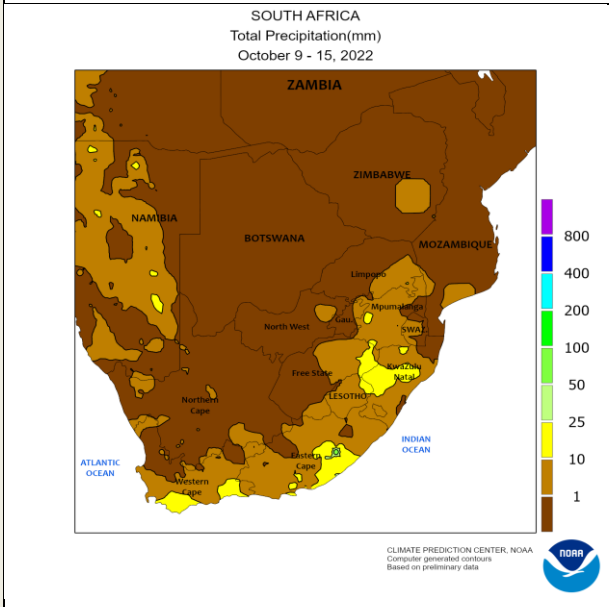 SOUTH AFRICA
Total Precipitation(mm)
October 9 - 15, 2022
ZAMBIA
ZIMBABWE
NAMIBIA
BOTSWANA
MOZAMBIQUE
Limpopo
Mpumalanga
North West
Gau.
SWAZ.
Free State
KwaZulu
Natal
Northern
Cape
LESOTHO
Eastern
Cape
Western
Cape
ATLANTIC
OCEAN
INDIAN
OCEAN
800
400
200
100
50
25
10
1
CLIMATE PREDICTION CENTER, NOAA
Computer generated contours
Based on preliminary data
NOAA